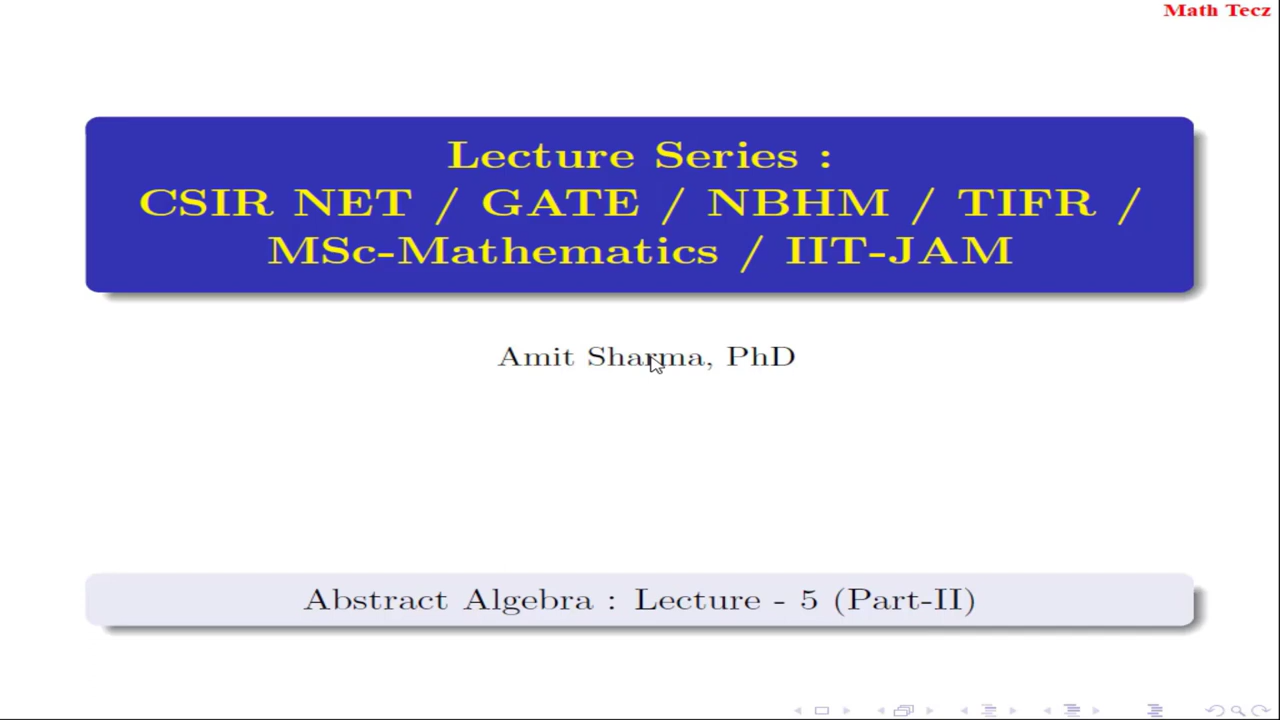 Math Tecz
Lecture Series :
CSIR NET / GATE / NBHM / TIFR /
MSc-Mathematics / IIT-JAM
Amit Sharma, PhD
Abstract Algebra : Lecture - 5 (Part-II)